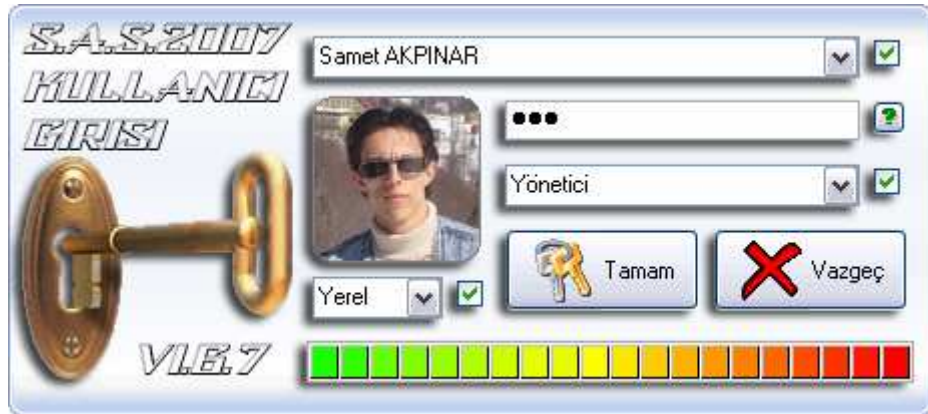 S.A.S.2007
KULLANICI
GIRISI
Samet AKPINAR
●●●
?
Yönetici
Tamam
Vazgeç
Yerel
V1.6.7